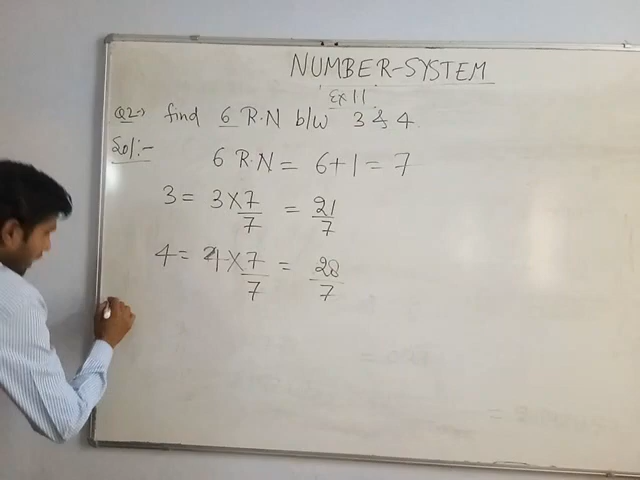 NUMBER-SYSTEM
Ex 1.1.
Q2→ find 6 R.N b/w 3 & 4.
Sol:-
6 R.N = 6+1 = 7
3 = 3×7/7 = 21/7
4 = 4×7/7 = 28/7